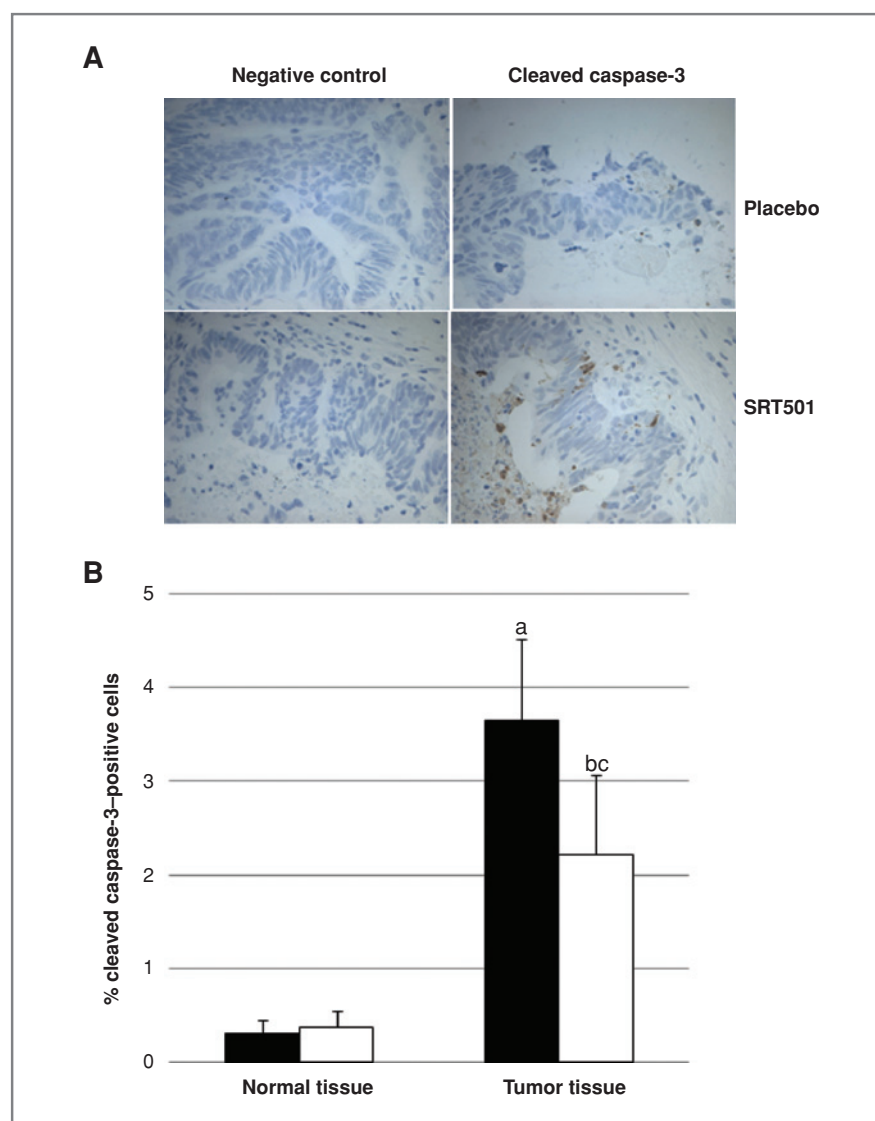 A
Negative control
Cleaved caspase-3
Placebo
SRT501
B
% cleaved caspase-3–positive cells
5
4
3
2
1
0
a
bc
Normal tissue
Tumor tissue